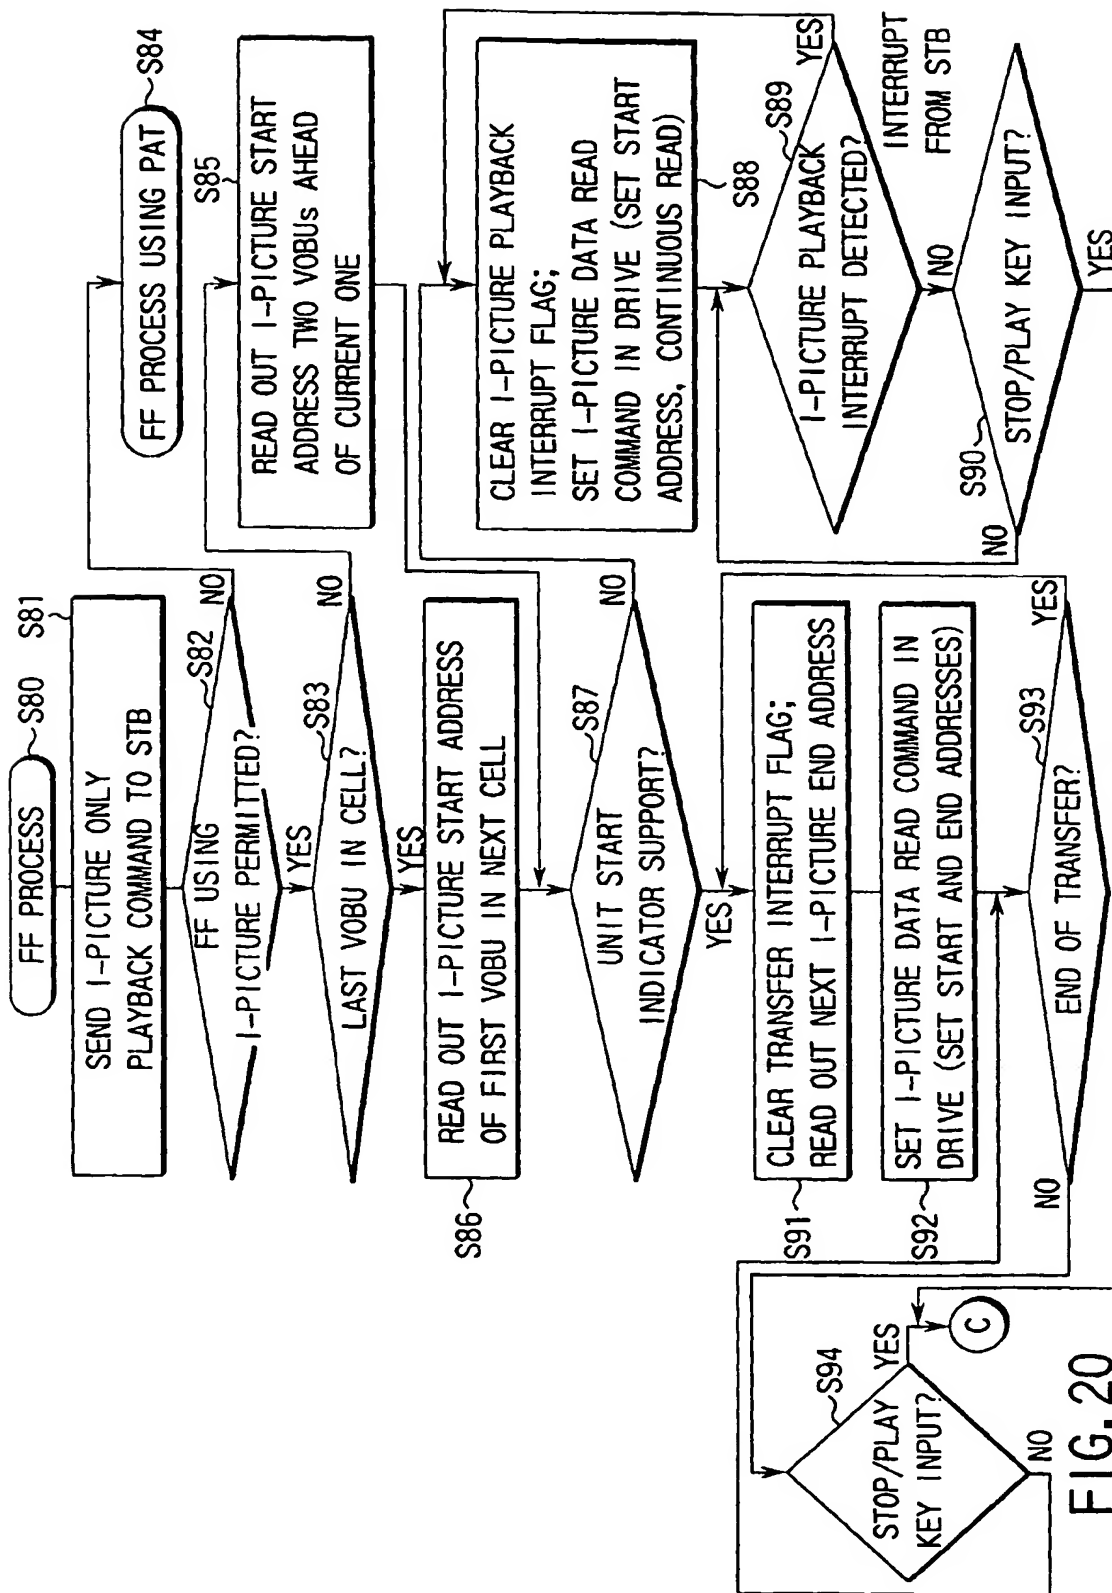 FF PROCESS
S80
SEND I-PICTURE ONLY
PLAYBACK COMMAND TO STB
S81
FF USING
I-PICTURE PERMITTED?
S82
NO
YES
FF PROCESS USING PAT
S84
LAST VOBU IN CELL?
S83
NO
YES
READ OUT I-PICTURE START
ADDRESS TWO VOBUs AHEAD
OF CURRENT ONE
S85
READ OUT I-PICTURE START ADDRESS
OF FIRST VOBU IN NEXT CELL
S86
UNIT START
INDICATOR SUPPORT?
S87
NO
YES
CLEAR I-PICTURE PLAYBACK
INTERRUPT FLAG;
SET I-PICTURE DATA READ
COMMAND IN DRIVE (SET START
ADDRESS, CONTINUOUS READ)
S88
I-PICTURE PLAYBACK
INTERRUPT DETECTED?
S89
YES
NO
INTERRUPT
FROM STB
STOP/PLAY KEY INPUT?
S90
NO
YES
CLEAR TRANSFER INTERRUPT FLAG;
READ OUT NEXT I-PICTURE END ADDRESS
S91
SET I-PICTURE DATA READ COMMAND IN
DRIVE (SET START AND END ADDRESSES)
S92
END OF TRANSFER?
S93
YES
NO
STOP/PLAY
KEY INPUT?
S94
YES
NO
C
FIG. 20